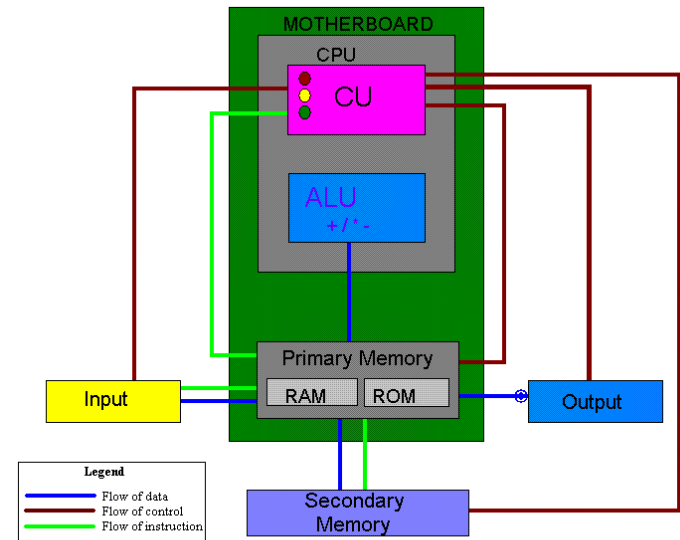 MOTHERBOARD
CPU
CU
ALU
+ / * -
Primary Memory
RAM
ROM
Input
Output
Secondary
Memory
Legend
Flow of data
Flow of control
Flow of instruction